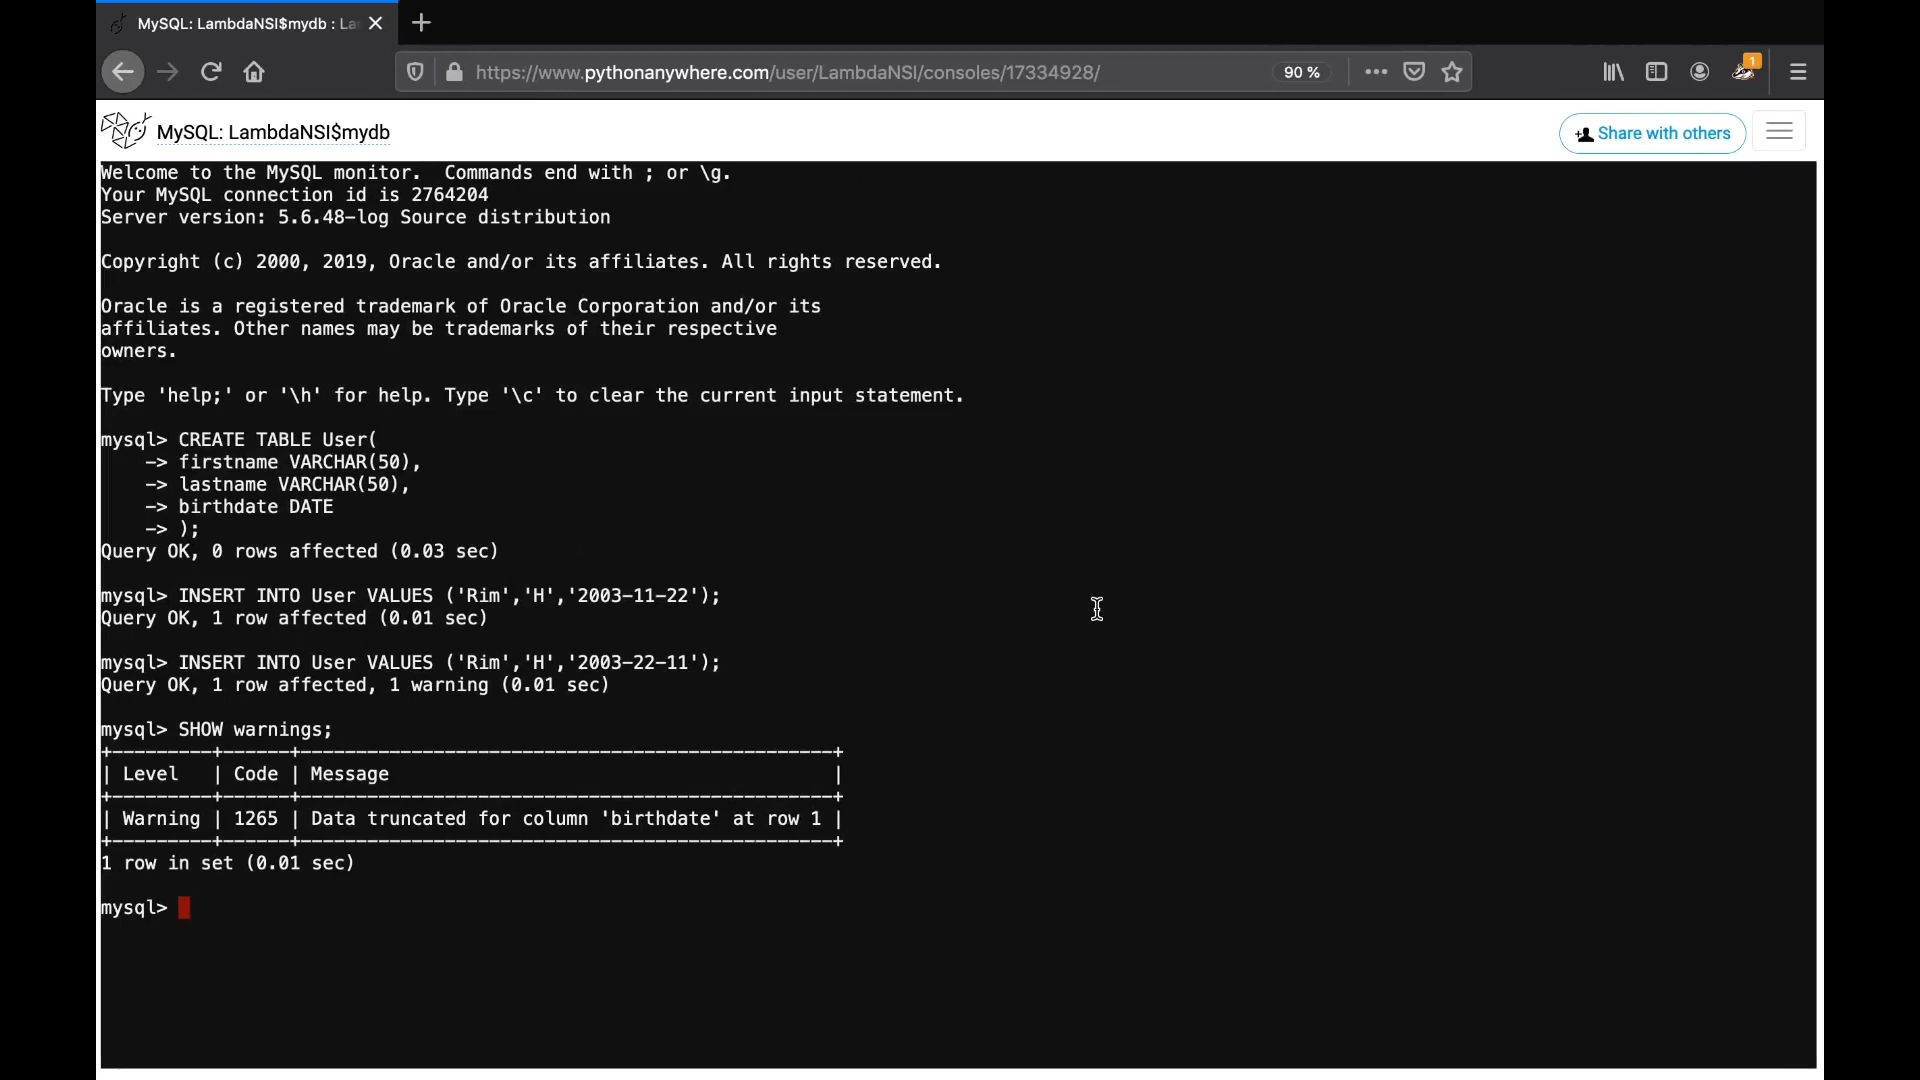 MySQL: LambdaNSI$mydb : La
https://www.pythonanywhere.com/user/LambdaNSI/consoles/17334928/
90 %
1
MySQL: LambdaNSI$mydb
Share with others
Welcome to the MySQL monitor.  Commands end with ; or \g.
Your MySQL connection id is 2764204
Server version: 5.6.48-log Source distribution
Copyright (c) 2000, 2019, Oracle and/or its affiliates. All rights reserved.
Oracle is a registered trademark of Oracle Corporation and/or its
affiliates. Other names may be trademarks of their respective
owners.
Type 'help;' or '\h' for help. Type '\c' to clear the current input statement.
mysql> CREATE TABLE User(
    -> firstname VARCHAR(50),
    -> lastname VARCHAR(50),
    -> birthdate DATE
    -> );
Query OK, 0 rows affected (0.03 sec)
mysql> INSERT INTO User VALUES ('Rim','H','2003-11-22');
Query OK, 1 row affected (0.01 sec)
mysql> INSERT INTO User VALUES ('Rim','H','2003-22-11');
Query OK, 1 row affected, 1 warning (0.01 sec)
mysql> SHOW warnings;
+---------+------+------------------------------------------------+
| Level   | Code | Message                                        |
+---------+------+------------------------------------------------+
| Warning | 1265 | Data truncated for column 'birthdate' at row 1 |
+---------+------+------------------------------------------------+
1 row in set (0.01 sec)
mysql>